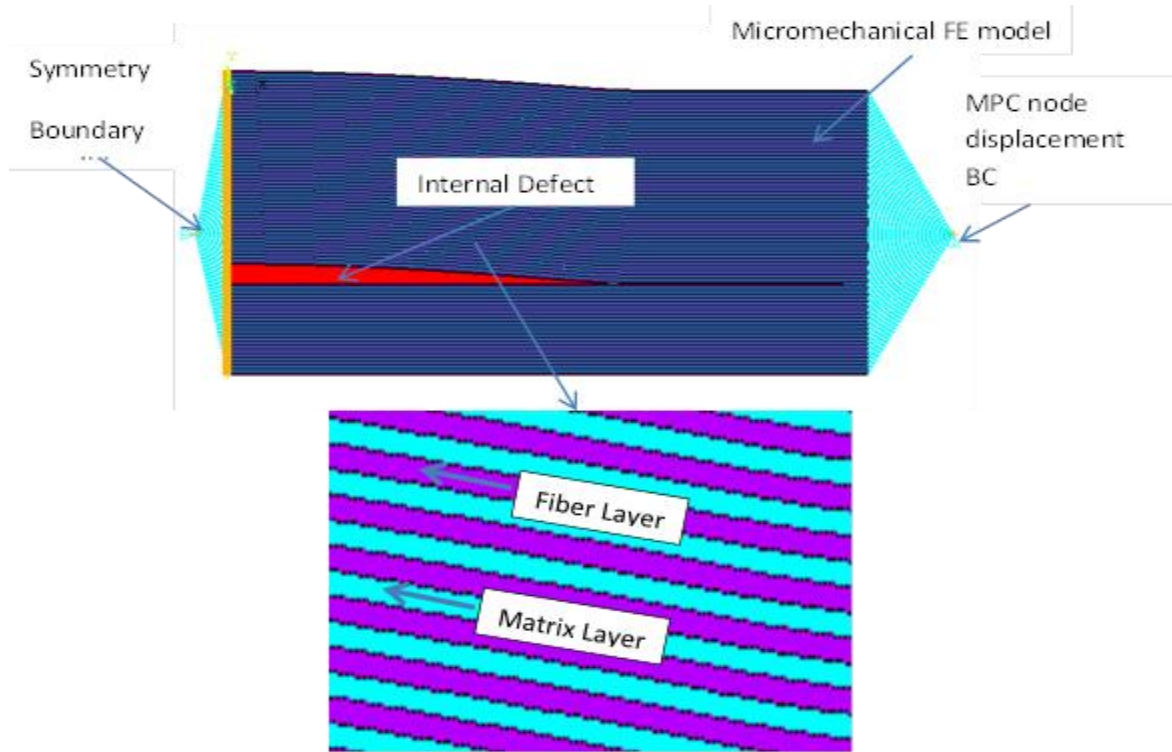 Micromechanical FE model
Symmetry
Boundary
MPC node
displacement
BC
Internal Defect
Fiber Layer
Matrix Layer